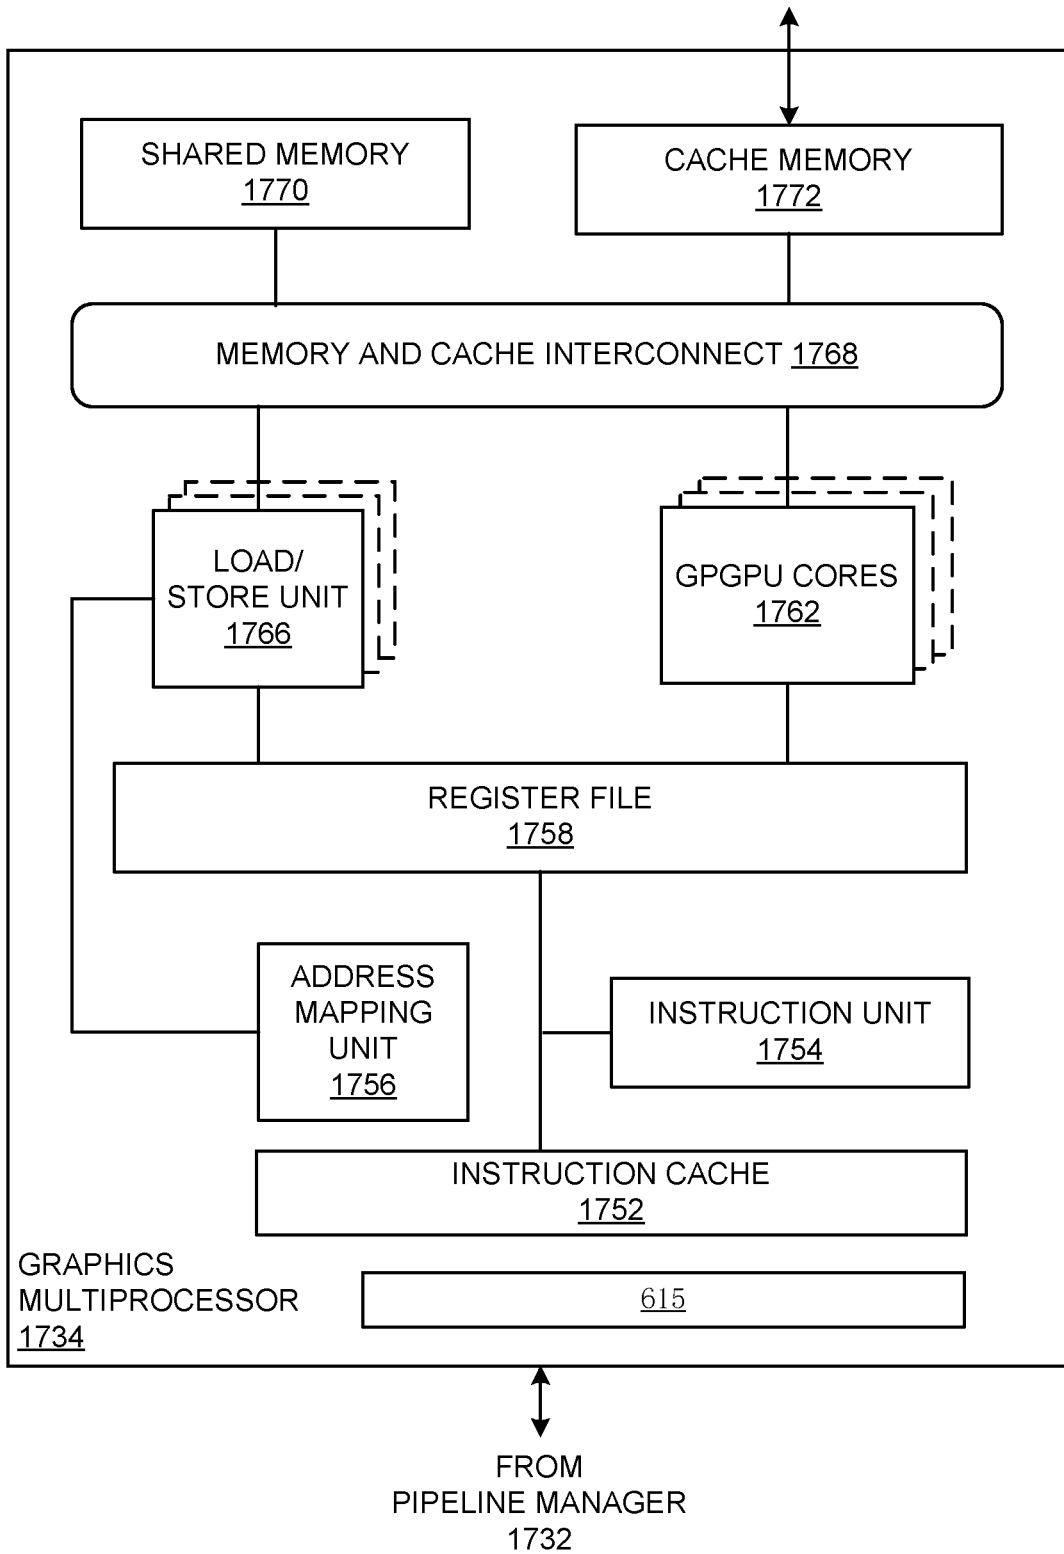 SHARED MEMORY
1770
CACHE MEMORY
1772
MEMORY AND CACHE INTERCONNECT 1768
LOAD/
STORE UNIT
1766
GPGPU CORES
1762
REGISTER FILE
1758
ADDRESS
MAPPING
UNIT
1756
INSTRUCTION UNIT
1754
INSTRUCTION CACHE
1752
GRAPHICS
MULTIPROCESSOR
1734
615
FROM
PIPELINE MANAGER
1732